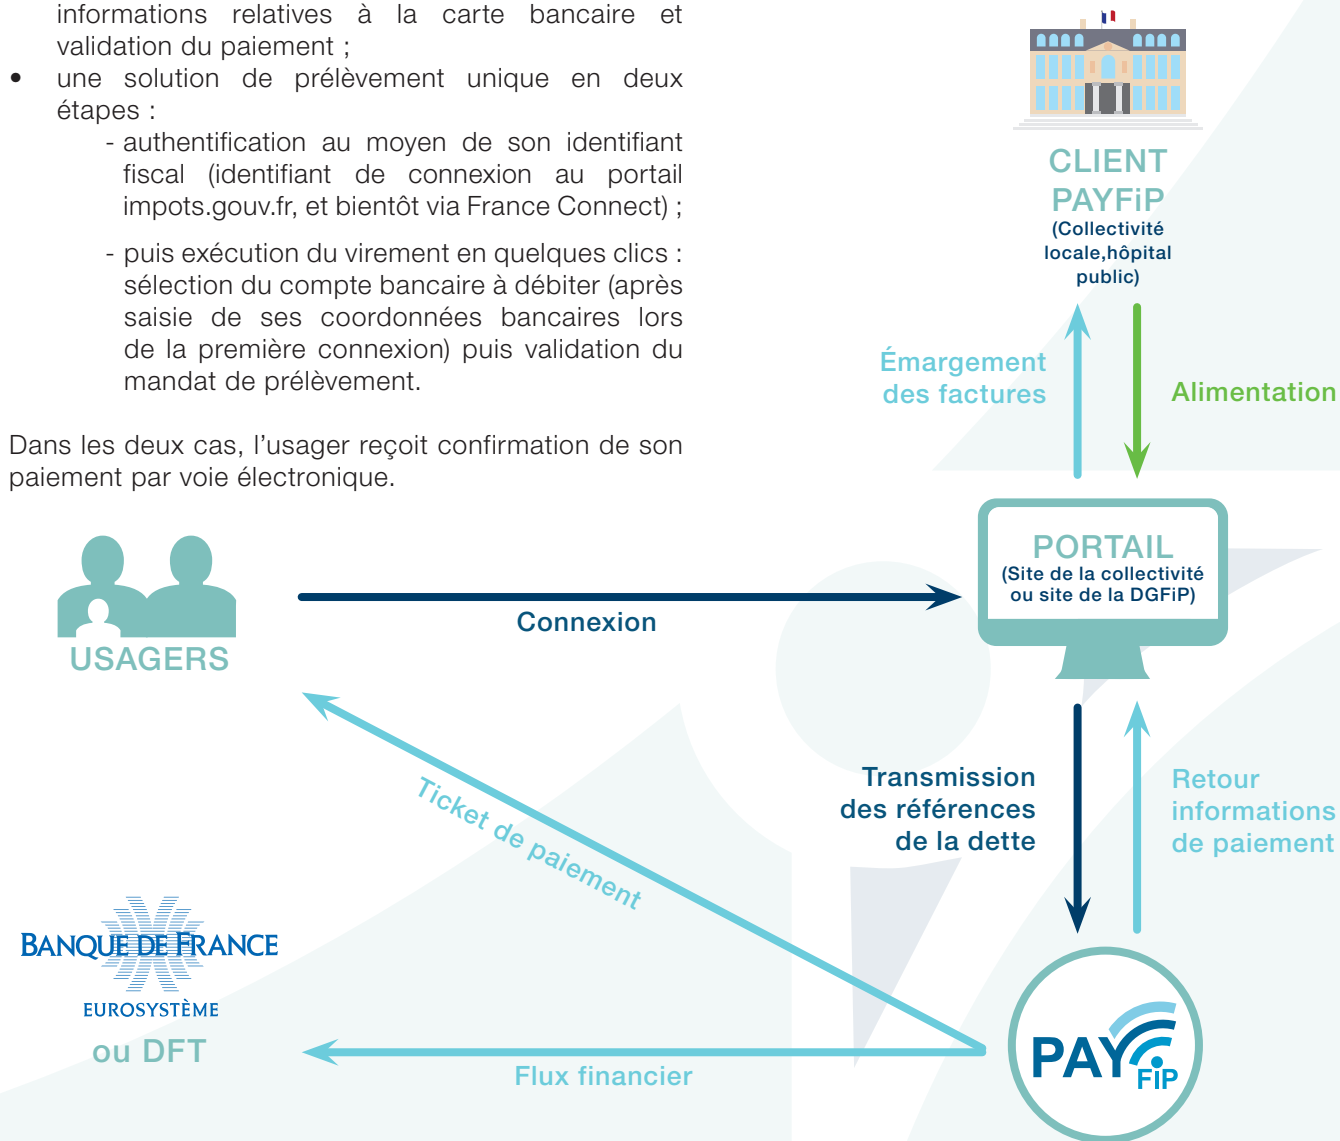 informations relatives à la carte bancaire et
validation du paiement ;
• une solution de prélèvement unique en deux
étapes :
- authentification au moyen de son identifiant
fiscal (identifiant de connexion au portail
impots.gouv.fr, et bientôt via France Connect) ;
- puis exécution du virement en quelques clics :
sélection du compte bancaire à débiter (après
saisie de ses coordonnées bancaires lors
de la première connexion) puis validation du
mandat de prélèvement.
Dans les deux cas, l’usager reçoit confirmation de son
paiement par voie électronique.
CLIENT
PAYFiP
(Collectivité
locale,hôpital
public)
Émargement
des factures
Alimentation
PORTAIL
(Site de la collectivité
ou site de la DGFiP)
USAGERS
Connexion
Ticket de paiement
Transmission
des références
de la dette
Retour
informations
de paiement
BANQUE DE FRANCE
EUROSYSTÈME
ou DFT
Flux financier
PAY
FiP